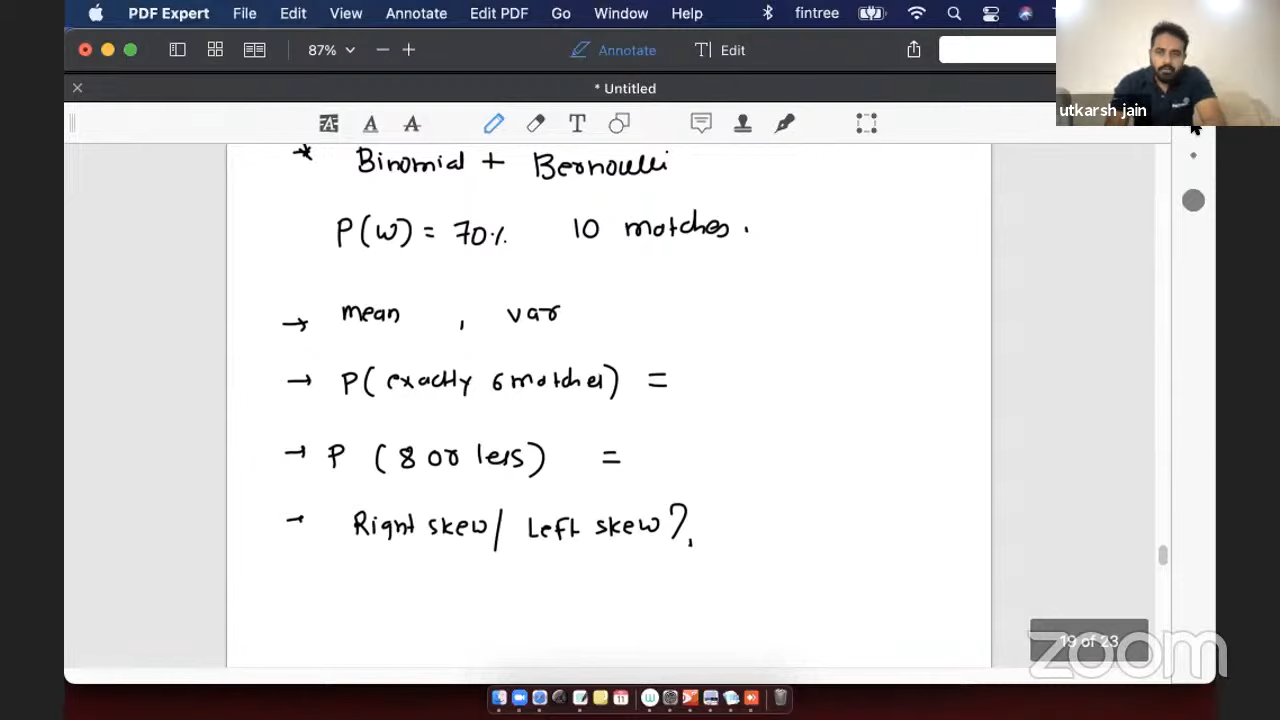 PDF Expert File Edit View Annotate Edit PDF Go Window Help fintree
87% Annotate T Edit
* Untitled
utkarsh jain
A A A T
* Binomial + Bernoulli
P(W) = 70% 10 matches.
→ mean , var
→ P( exactly 6 matches) =
→ P (8 or less) =
→ Right skew/ Left skew?
19 of 23
zoom
11